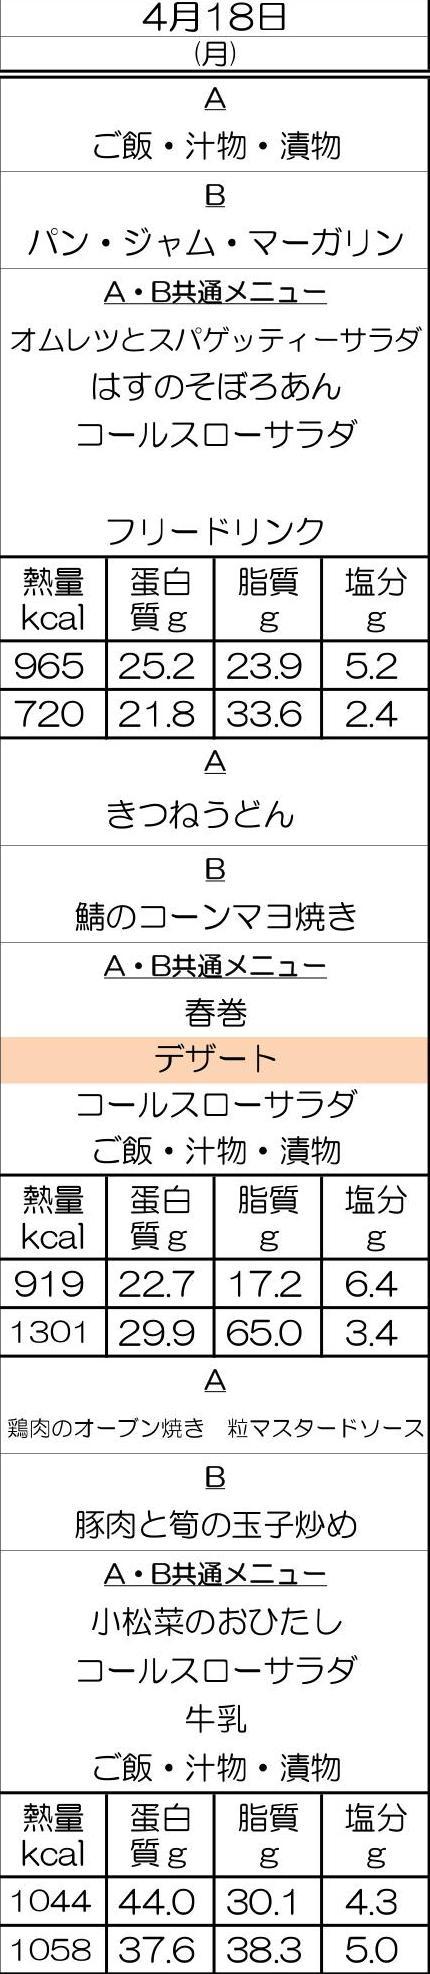 4月18日
(月)
A
ご飯・汁物・漬物
B
パン・ジャム・マーガリン
A・B共通メニュー
オムレツとスパゲッティーサラダ
はすのそぼろあん
コールスローサラダ
フリードリンク
熱量 蛋白 脂質 塩分
kcal 質g g g
965 25.2 23.9 5.2
720 21.8 33.6 2.4
A
きつねうどん
B
鯖のコーンマヨ焼き
A・B共通メニュー
春巻
デザート
コールスローサラダ
ご飯・汁物・漬物
熱量 蛋白 脂質 塩分
kcal 質g g g
919 22.7 17.2 6.4
1301 29.9 65.0 3.4
A
鶏肉のオーブン焼き　粒マスタードソース
B
豚肉と筍の玉子炒め
A・B共通メニュー
小松菜のおひたし
コールスローサラダ
牛乳
ご飯・汁物・漬物
熱量 蛋白 脂質 塩分
kcal 質g g g
1044 44.0 30.1 4.3
1058 37.6 38.3 5.0